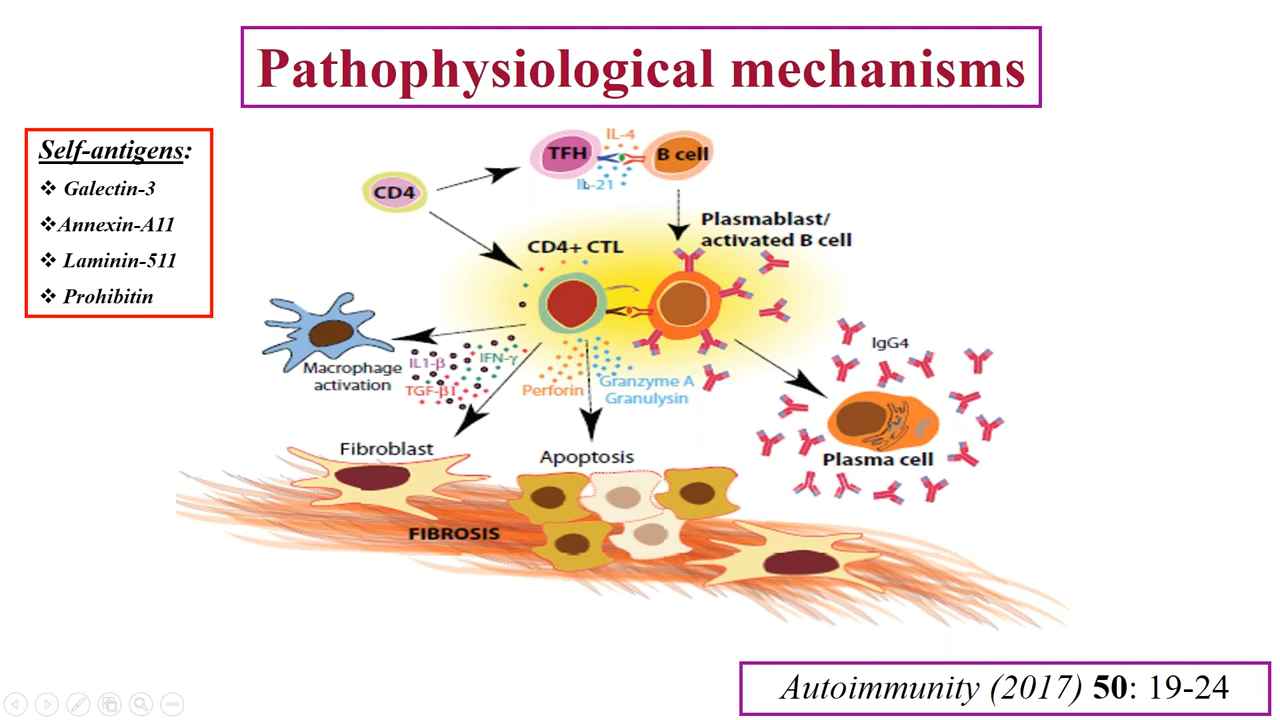 Pathophysiological mechanisms
Self-antigens:
❖ Galectin-3
❖Annexin-A11
❖ Laminin-511
❖ Prohibitin
IL-4
TFH
B cell
IL-21
CD4
Plasmablast/
activated B cell
CD4+ CTL
IgG4
Macrophage
activation
IL1-β
IFN-γ
TGF-β1
Perforin
Granzyme A
Granulysin
Fibroblast
Apoptosis
Plasma cell
FIBROSIS
Autoimmunity (2017) 50: 19-24